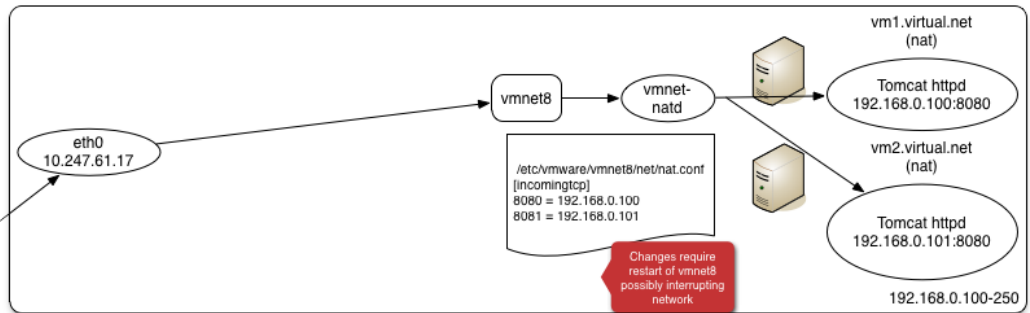 vm1.virtual.net
(nat)
Tomcat httpd
192.168.0.100:8080
vmnet8
vmnet-
natd
eth0
10.247.61.17
/etc/vmware/vmnet8/net/nat.conf
[incomingtcp]
8080 = 192.168.0.100
8081 = 192.168.0.101
vm2.virtual.net
(nat)
Tomcat httpd
192.168.0.101:8080
Changes require
restart of vmnet8
possibly interrupting
network
192.168.0.100-250